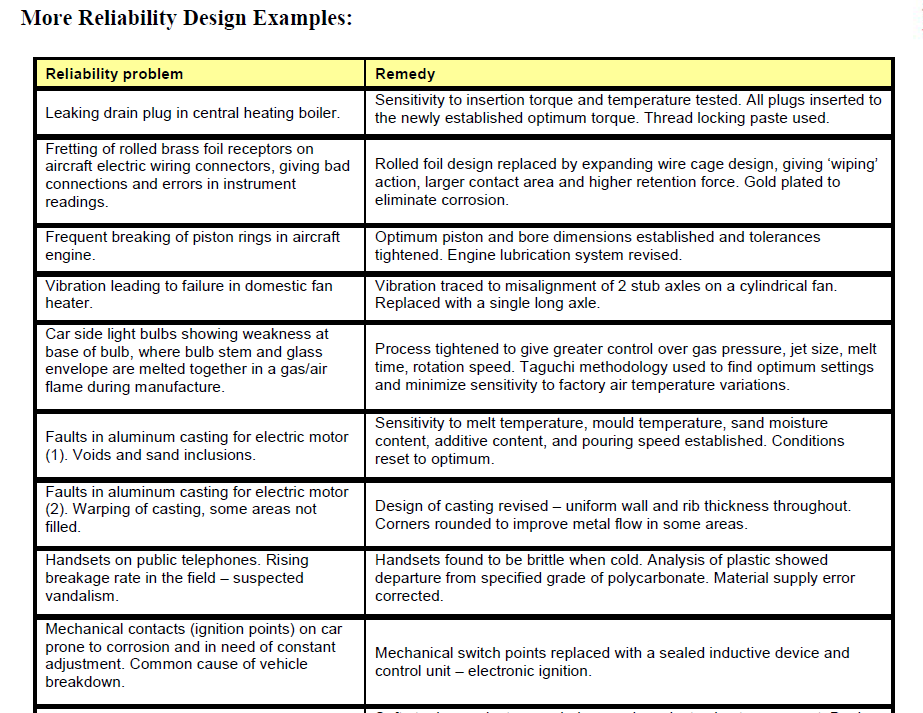 More Reliability Design Examples:
Reliability problem
Remedy
Leaking drain plug in central heating boiler.
Sensitivity to insertion torque and temperature tested. All plugs inserted to
the newly established optimum torque. Thread locking paste used.
Fretting of rolled brass foil receptors on
aircraft electric wiring connectors, giving bad
connections and errors in instrument
readings.
Rolled foil design replaced by expanding wire cage design, giving ‘wiping’
action, larger contact area and higher retention force. Gold plated to
eliminate corrosion.
Frequent breaking of piston rings in aircraft
engine.
Optimum piston and bore dimensions established and tolerances
tightened. Engine lubrication system revised.
Vibration leading to failure in domestic fan
heater.
Vibration traced to misalignment of 2 stub axles on a cylindrical fan.
Replaced with a single long axle.
Car side light bulbs showing weakness at
base of bulb, where bulb stem and glass
envelope are melted together in a gas/air
flame during manufacture.
Process tightened to give greater control over gas pressure, jet size, melt
time, rotation speed. Taguchi methodology used to find optimum settings
and minimize sensitivity to factory air temperature variations.
Faults in aluminum casting for electric motor
(1). Voids and sand inclusions.
Sensitivity to melt temperature, mould temperature, sand moisture
content, additive content, and pouring speed established. Conditions
reset to optimum.
Faults in aluminum casting for electric motor
(2). Warping of casting, some areas not
filled.
Design of casting revised – uniform wall and rib thickness throughout.
Corners rounded to improve metal flow in some areas.
Handsets on public telephones. Rising
breakage rate in the field – suspected
vandalism.
Handsets found to be brittle when cold. Analysis of plastic showed
departure from specified grade of polycarbonate. Material supply error
corrected.
Mechanical contacts (ignition points) on car
prone to corrosion and in need of constant
adjustment. Common cause of vehicle
breakdown.
Mechanical switch points replaced with a sealed inductive device and
control unit – electronic ignition.